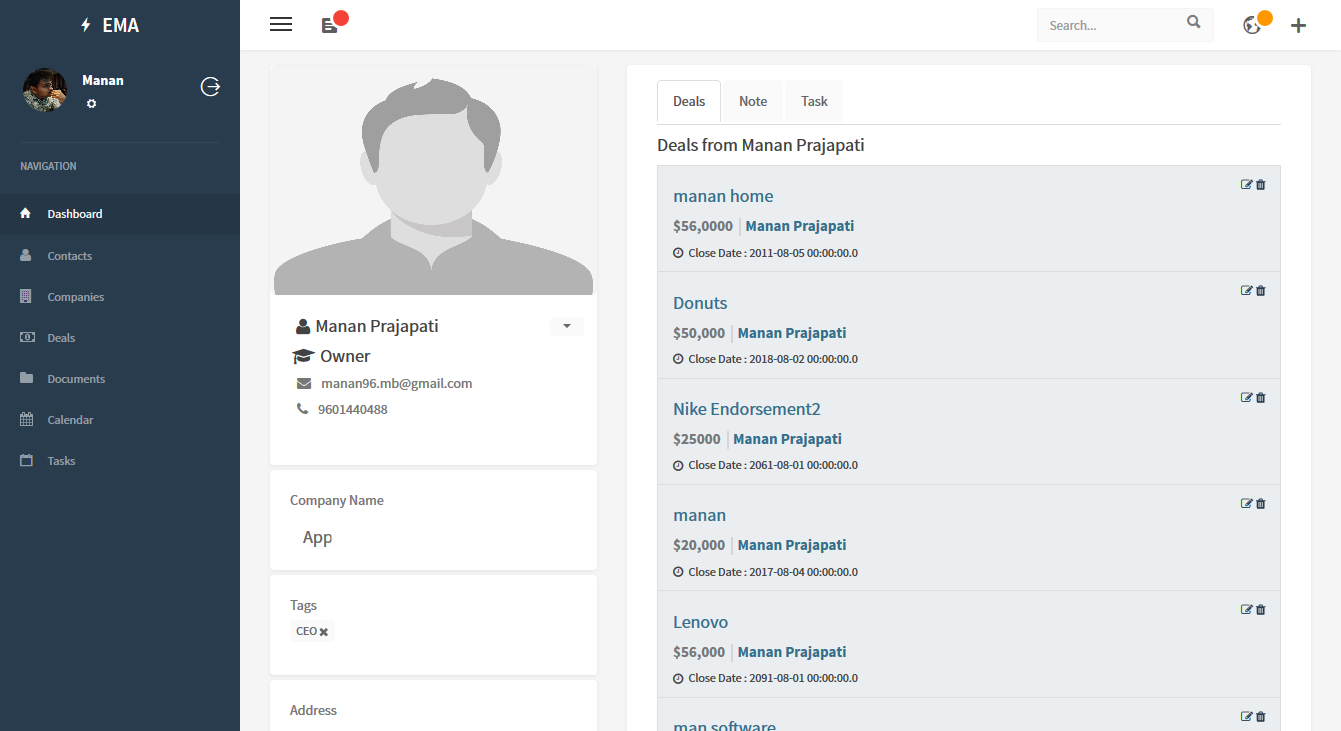 EMA
Search...
Manan
NAVIGATION
Dashboard
Contacts
Companies
Deals
Documents
Calendar
Tasks
Manan Prajapati
Owner
manan96.mb@gmail.com
9601440488
Company Name
App
Tags
CEO
Address
Deals Note Task
Deals from Manan Prajapati
manan home
$56,0000 Manan Prajapati
Close Date : 2011-08-05 00:00:00.0
Donuts
$50,000 Manan Prajapati
Close Date : 2018-08-02 00:00:00.0
Nike Endorsement2
$25000 Manan Prajapati
Close Date : 2061-08-01 00:00:00.0
manan
$20,000 Manan Prajapati
Close Date : 2017-08-04 00:00:00.0
Lenovo
$56,000 Manan Prajapati
Close Date : 2091-08-01 00:00:00.0
man software